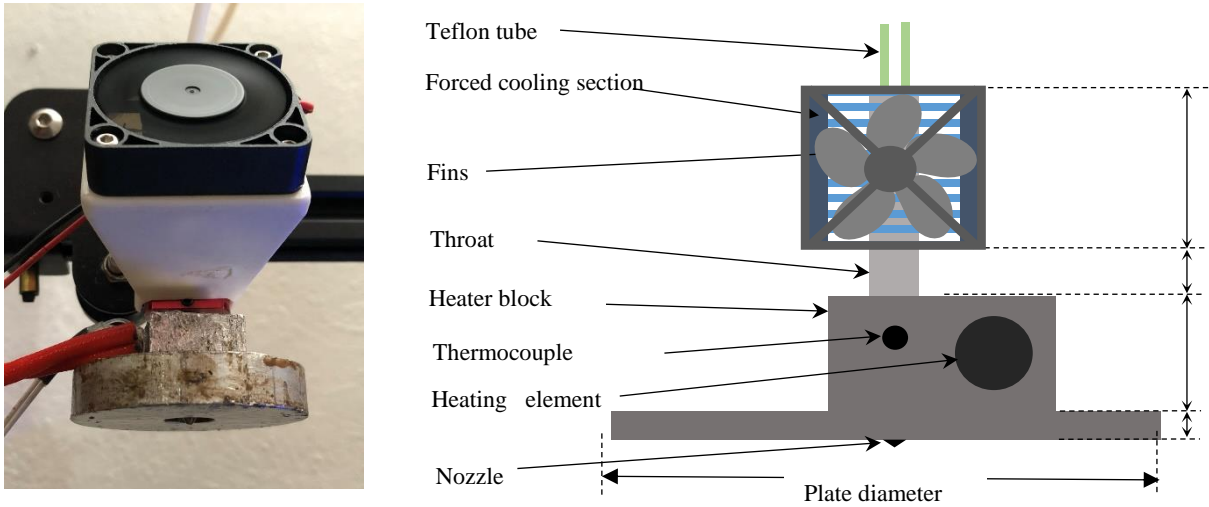 Teflon tube
Forced cooling section
Fins
Throat
Heater block
Thermocouple
Heating element
Nozzle
Plate diameter